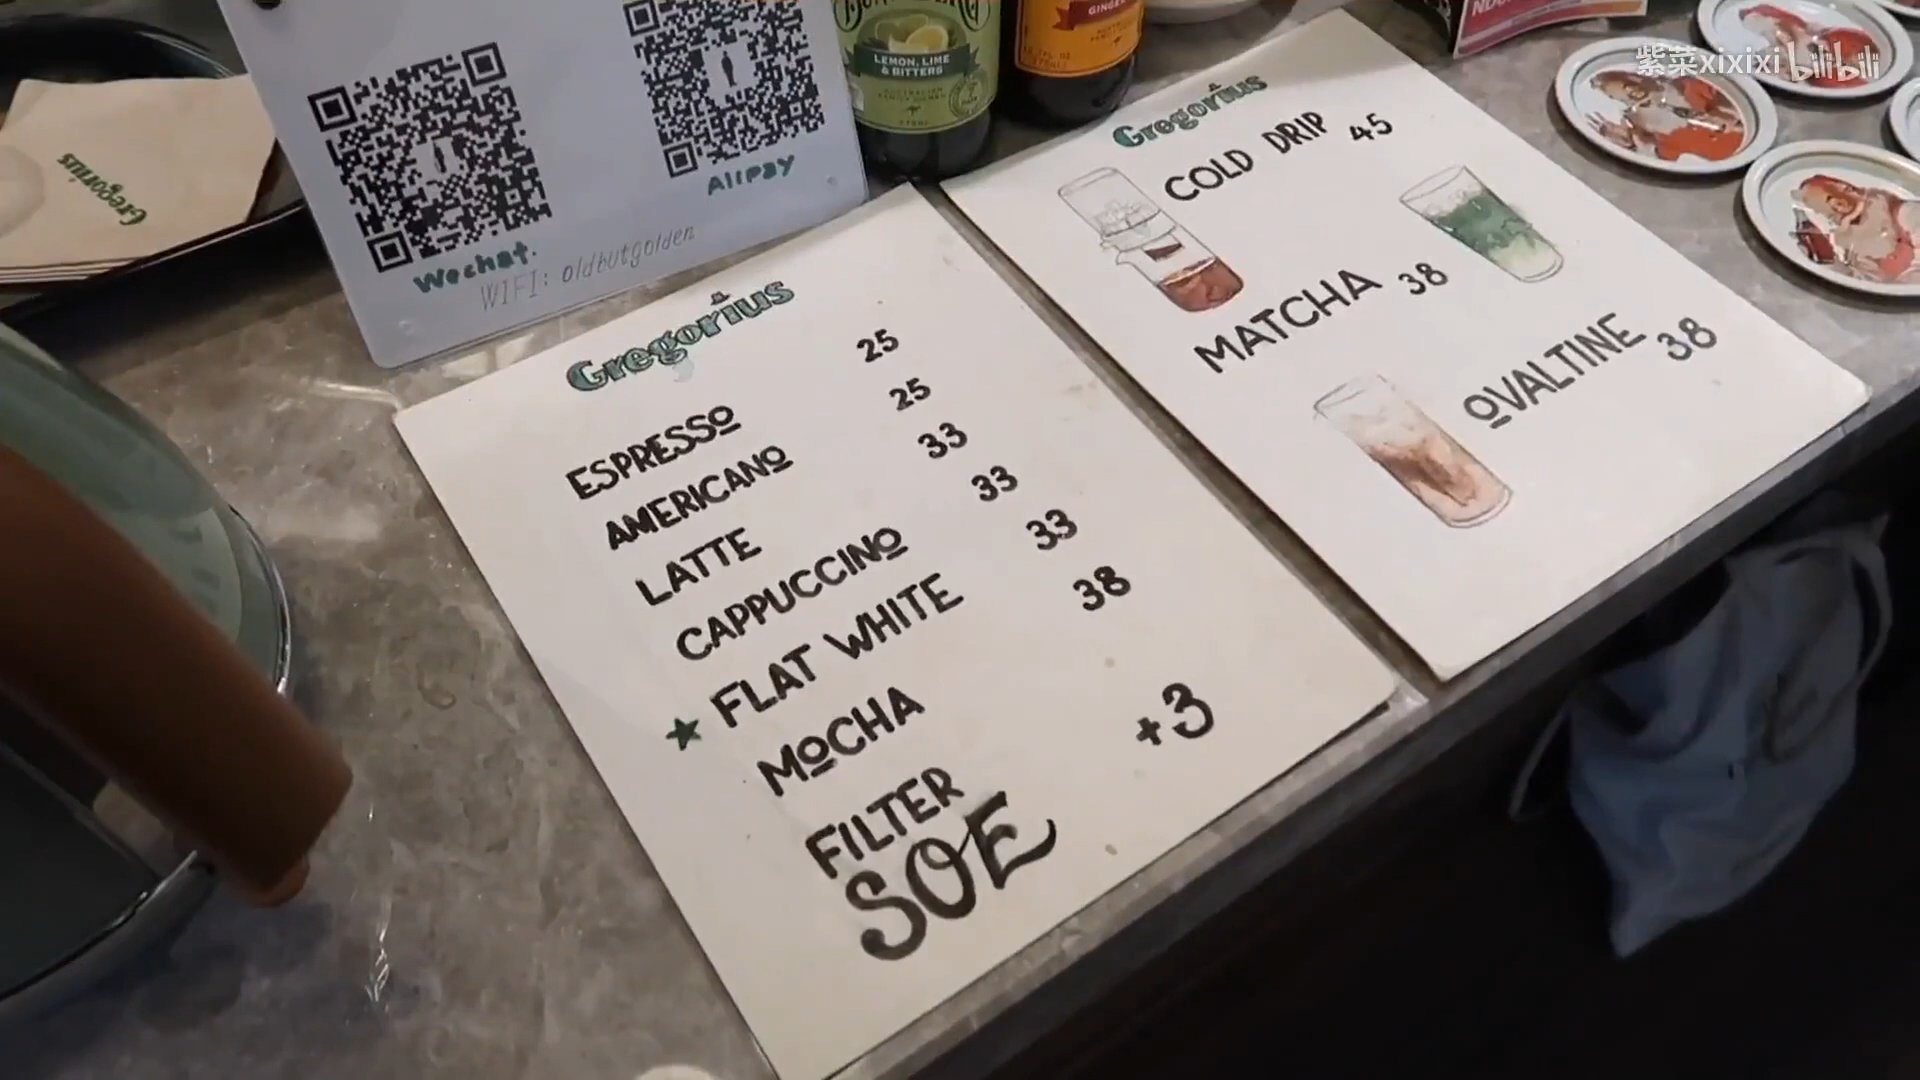 紫菜xixixi bilibili
Wechat.
AliPay
WIFI: oldbutgolden
Gregorius
LEMON, LIME
& BITTERS
GINGER
Gregorius
ESPRESSO 25
AMERICANO 25
LATTE 33
CAPPUCCINO 33
FLAT WHITE 33
MOCHA 38
FILTER
SOE +3
Gregorius
COLD DRIP 45
MATCHA 38
OVALTINE 38